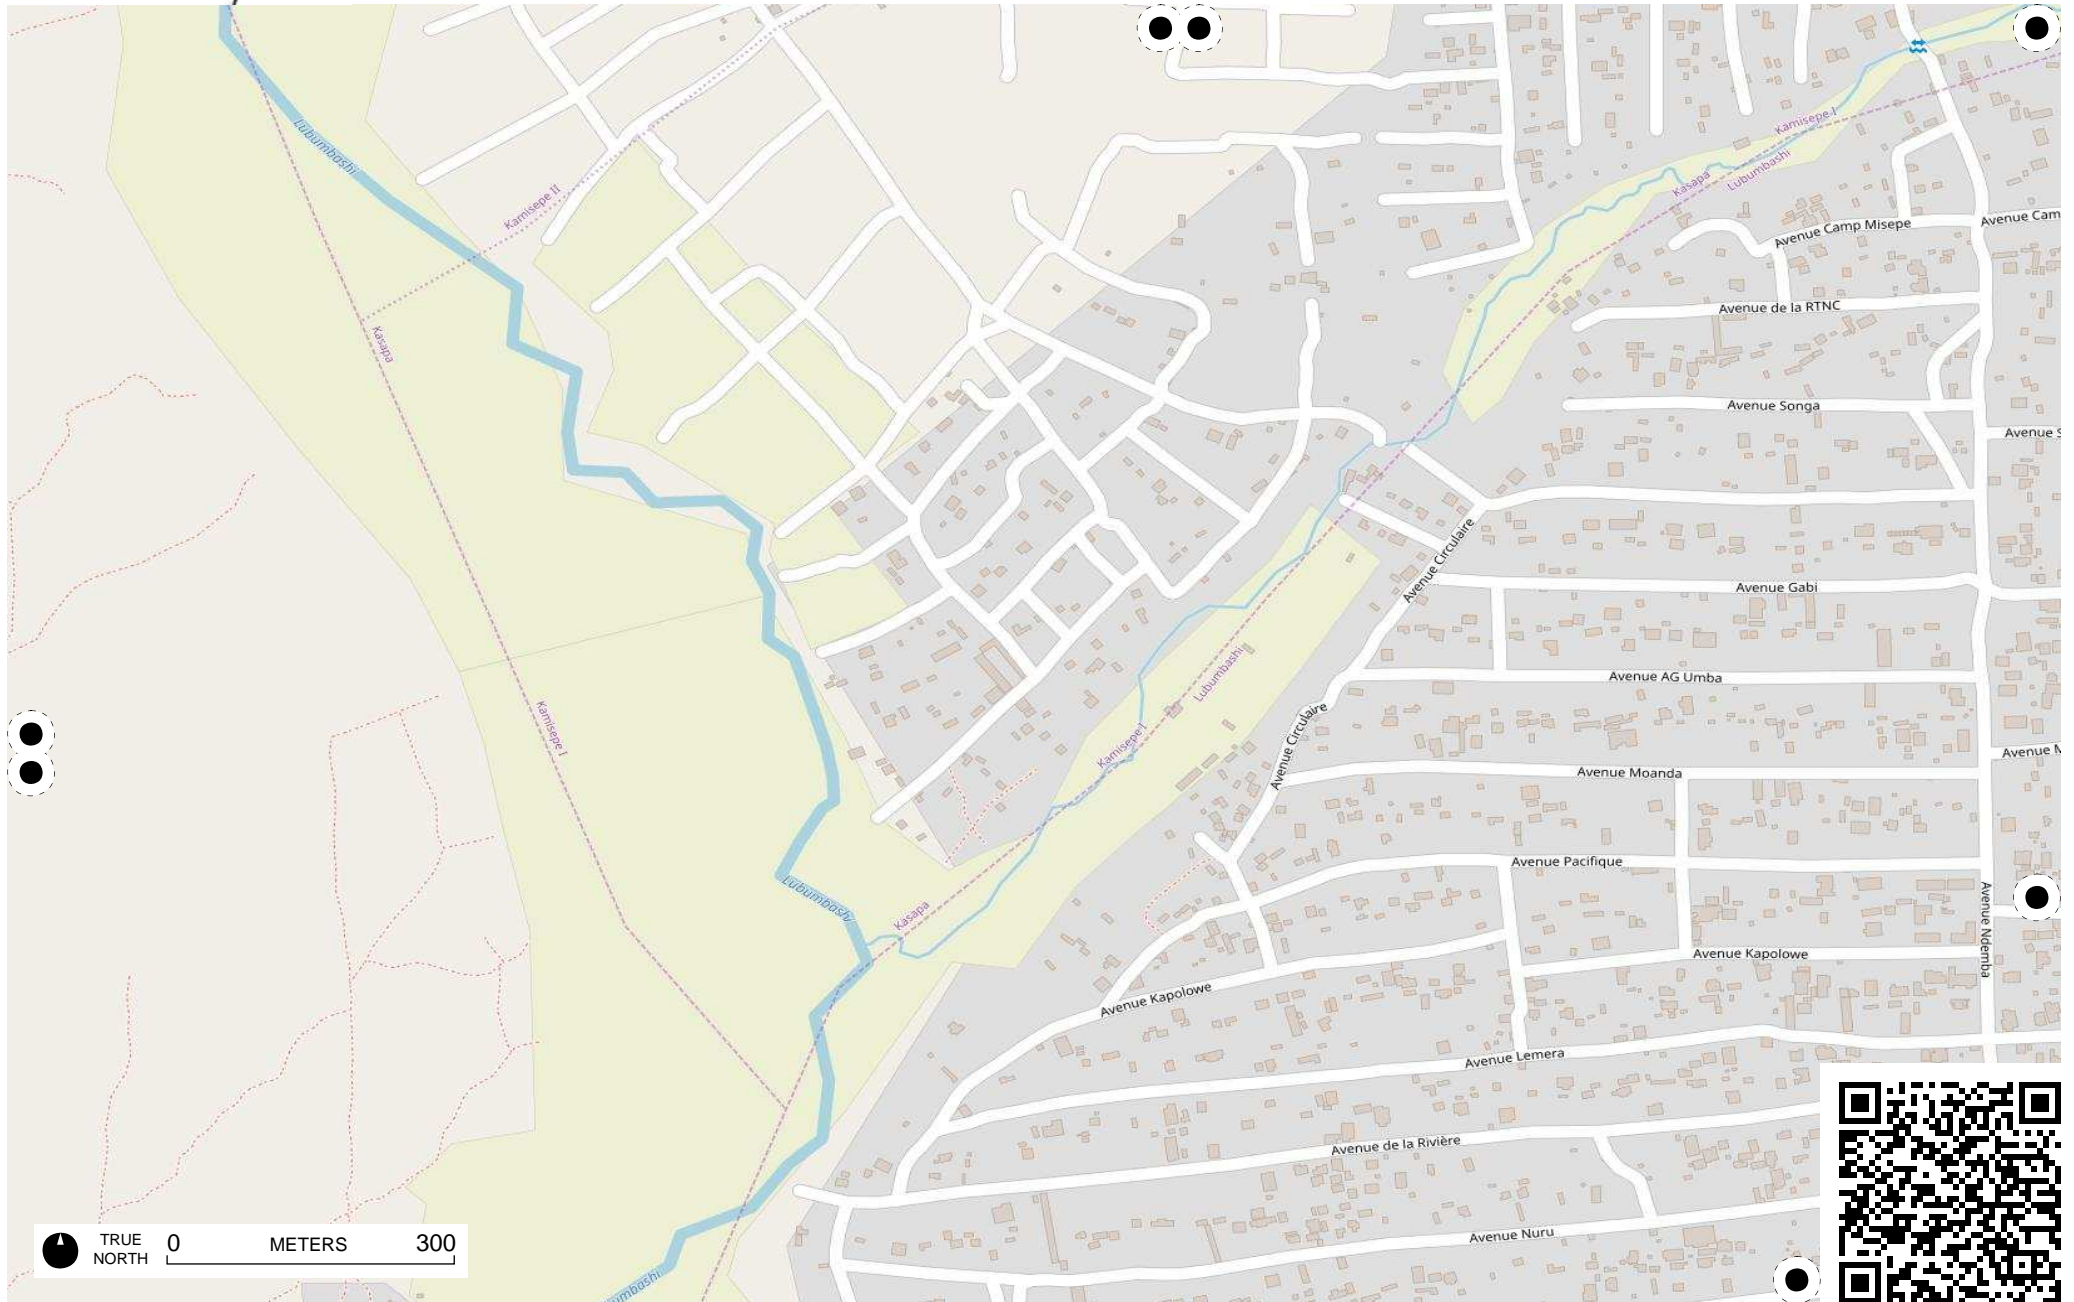 Lubumbashi
Kamisepe I
Kasapa
Lubumbashi
Kamisepe II
Avenue Camp Misepe
Avenue Cam
Avenue de la RTNC
Kasapa
Avenue Songa
Avenue S
Avenue Circulaire
Avenue Gabi
Lubumbashi
Avenue AG Umba
Kamisepe I
Kamisepe I
Avenue Circulaire
Avenue M
Avenue Moanda
Avenue Pacifique
Lubumbashi
Kasapa
Avenue Ndemba
Avenue Kapolowe
Avenue Kapolowe
Avenue Lemera
Avenue de la Rivière
Avenue Nuru
TRUE NORTH
0 METERS 300
umbashi